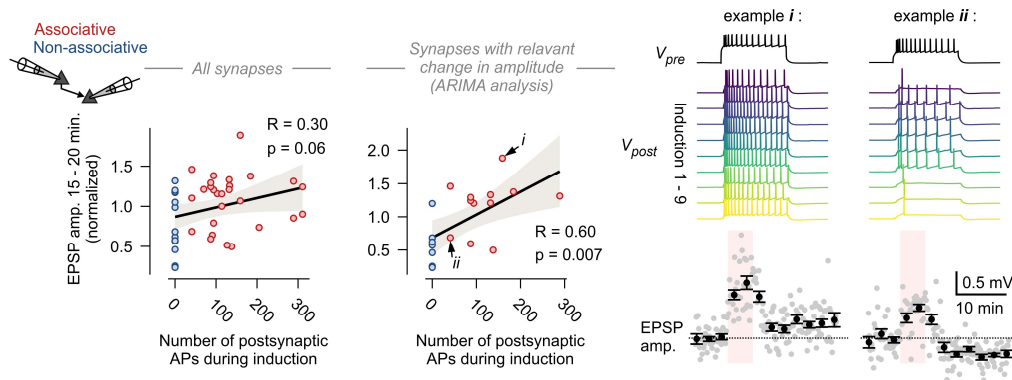 Associative
Non-associative
All synapses
EPSP amp. 15 - 20 min.
(normalized)
1.5
1.0
0.5
R = 0.30
p = 0.06
0
100
200
300
Number of postsynaptic
APs during induction
Synapses with relevant
change in amplitude
(ARIMA analysis)
2.0
1.5
1.0
0.5
i
ii
R = 0.60
p = 0.007
0
100
200
300
Number of postsynaptic
APs during induction
example i :
example ii :
Vpre
Vpost
Induction 1 - 9
EPSP
amp.
0.5 mV
10 min